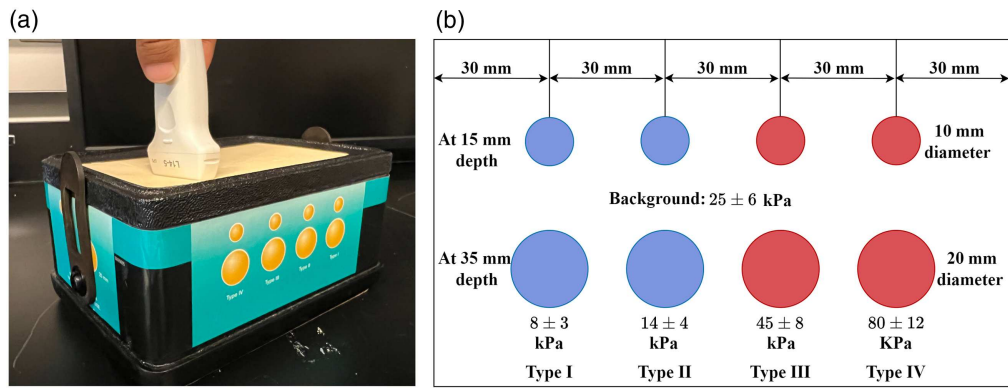 (a)
(b)
30 mm 30 mm 30 mm 30 mm 30 mm
At 15 mm
depth
10 mm
diameter
Background: 25 ± 6 kPa
At 35 mm
depth
20 mm
diameter
8 ± 3 14 ± 4 45 ± 8 80 ± 12
kPa kPa kPa KPa
Type I Type II Type III Type IV
L14-5
Type IV Type III Type II Type I